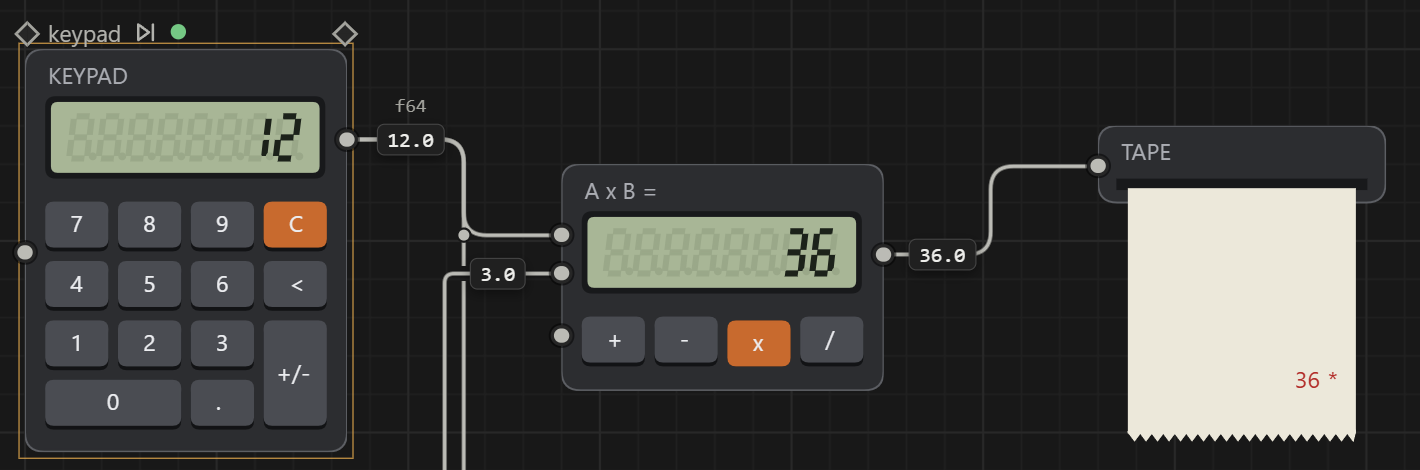 keypad
KEYPAD
12
7 8 9 C
4 5 6 <
1 2 3 +/-
0 .
f64
12.0
3.0
A x B =
36
+ - x /
36.0
TAPE
36 *